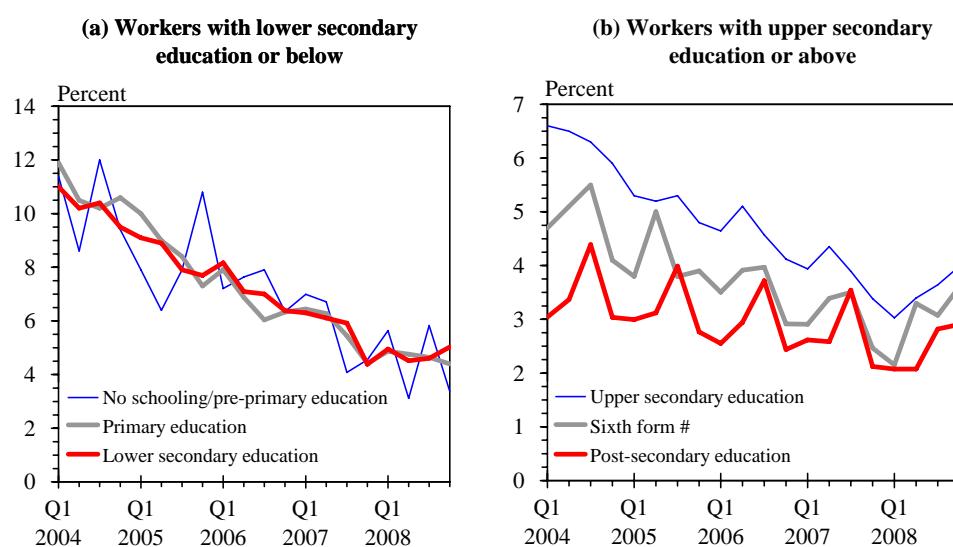 (a) Workers with lower secondary
education or below
Percent
14
12
10
8
6
4
2
0
No schooling/pre-primary education
Primary education
Lower secondary education
Q1 Q1 Q1 Q1 Q1
2004 2005 2006 2007 2008
(b) Workers with upper secondary
education or above
Percent
7
6
5
4
3
2
1
0
Upper secondary education
Sixth form #
Post-secondary education
Q1 Q1 Q1 Q1 Q1
2004 2005 2006 2007 2008